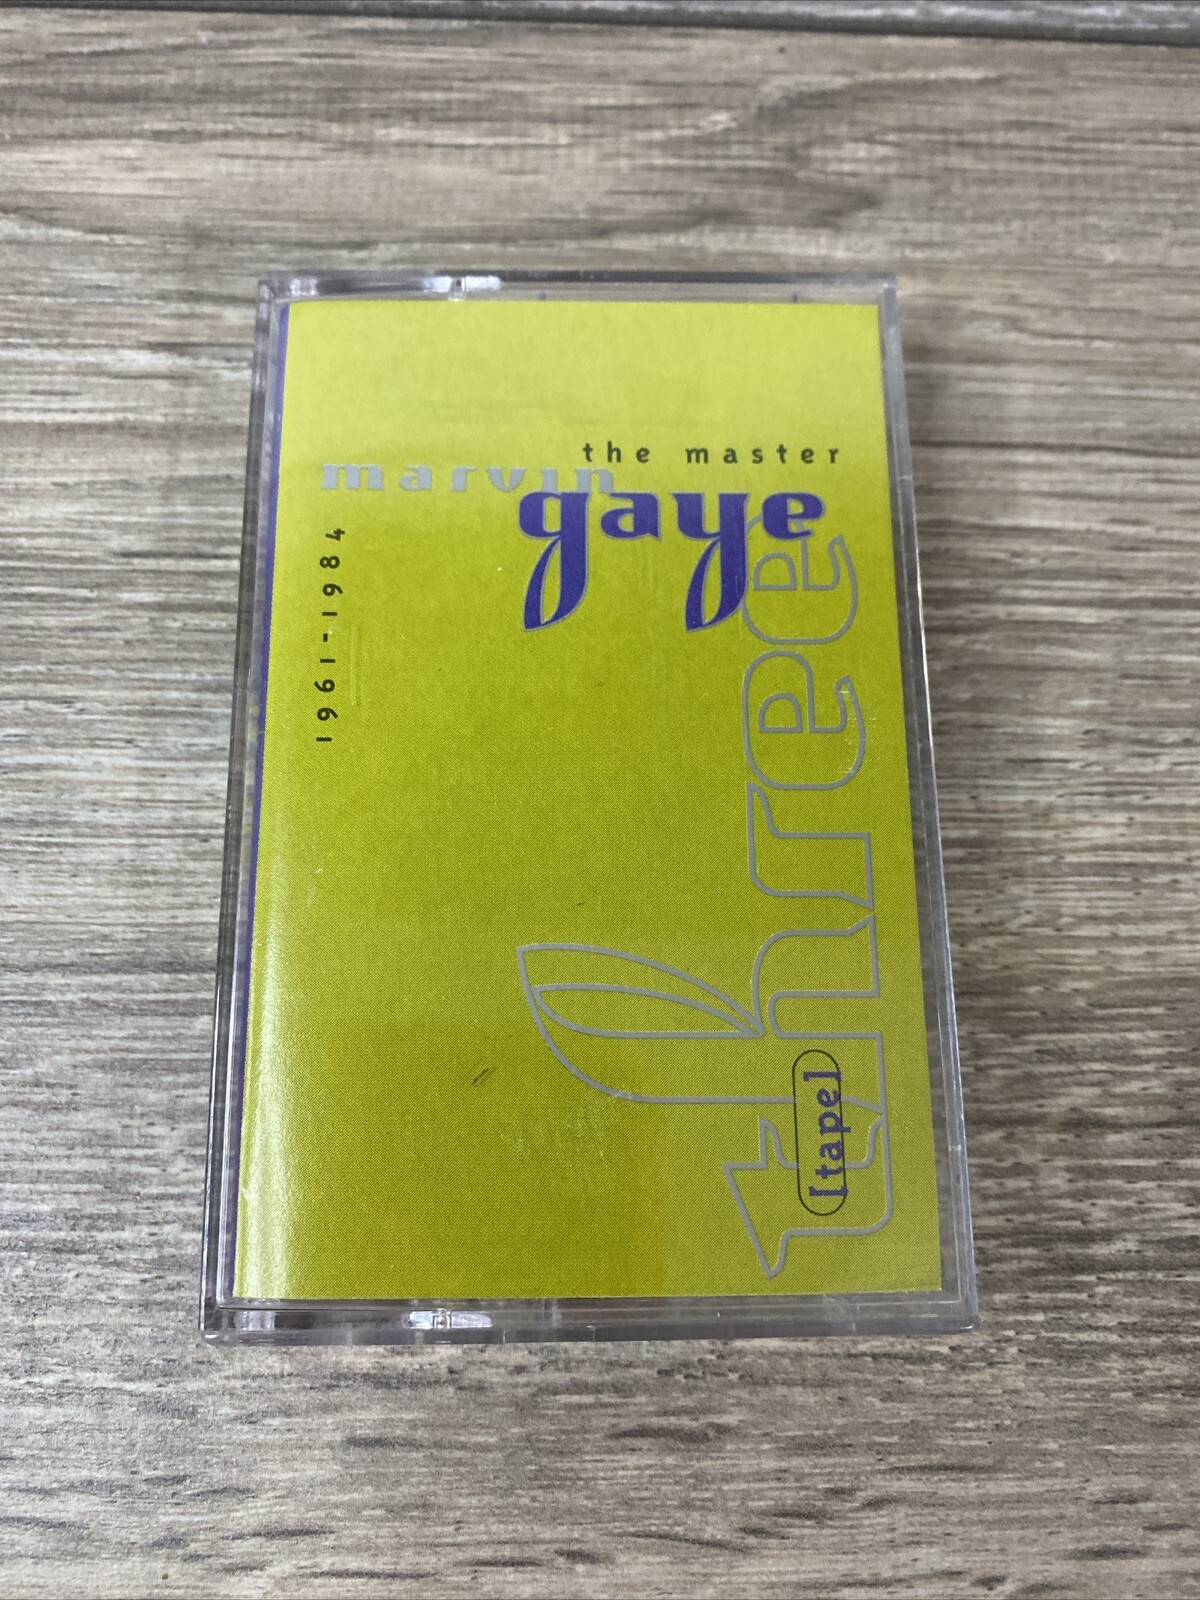 the master
marvin
gaye
1961-1984
three
[tape]